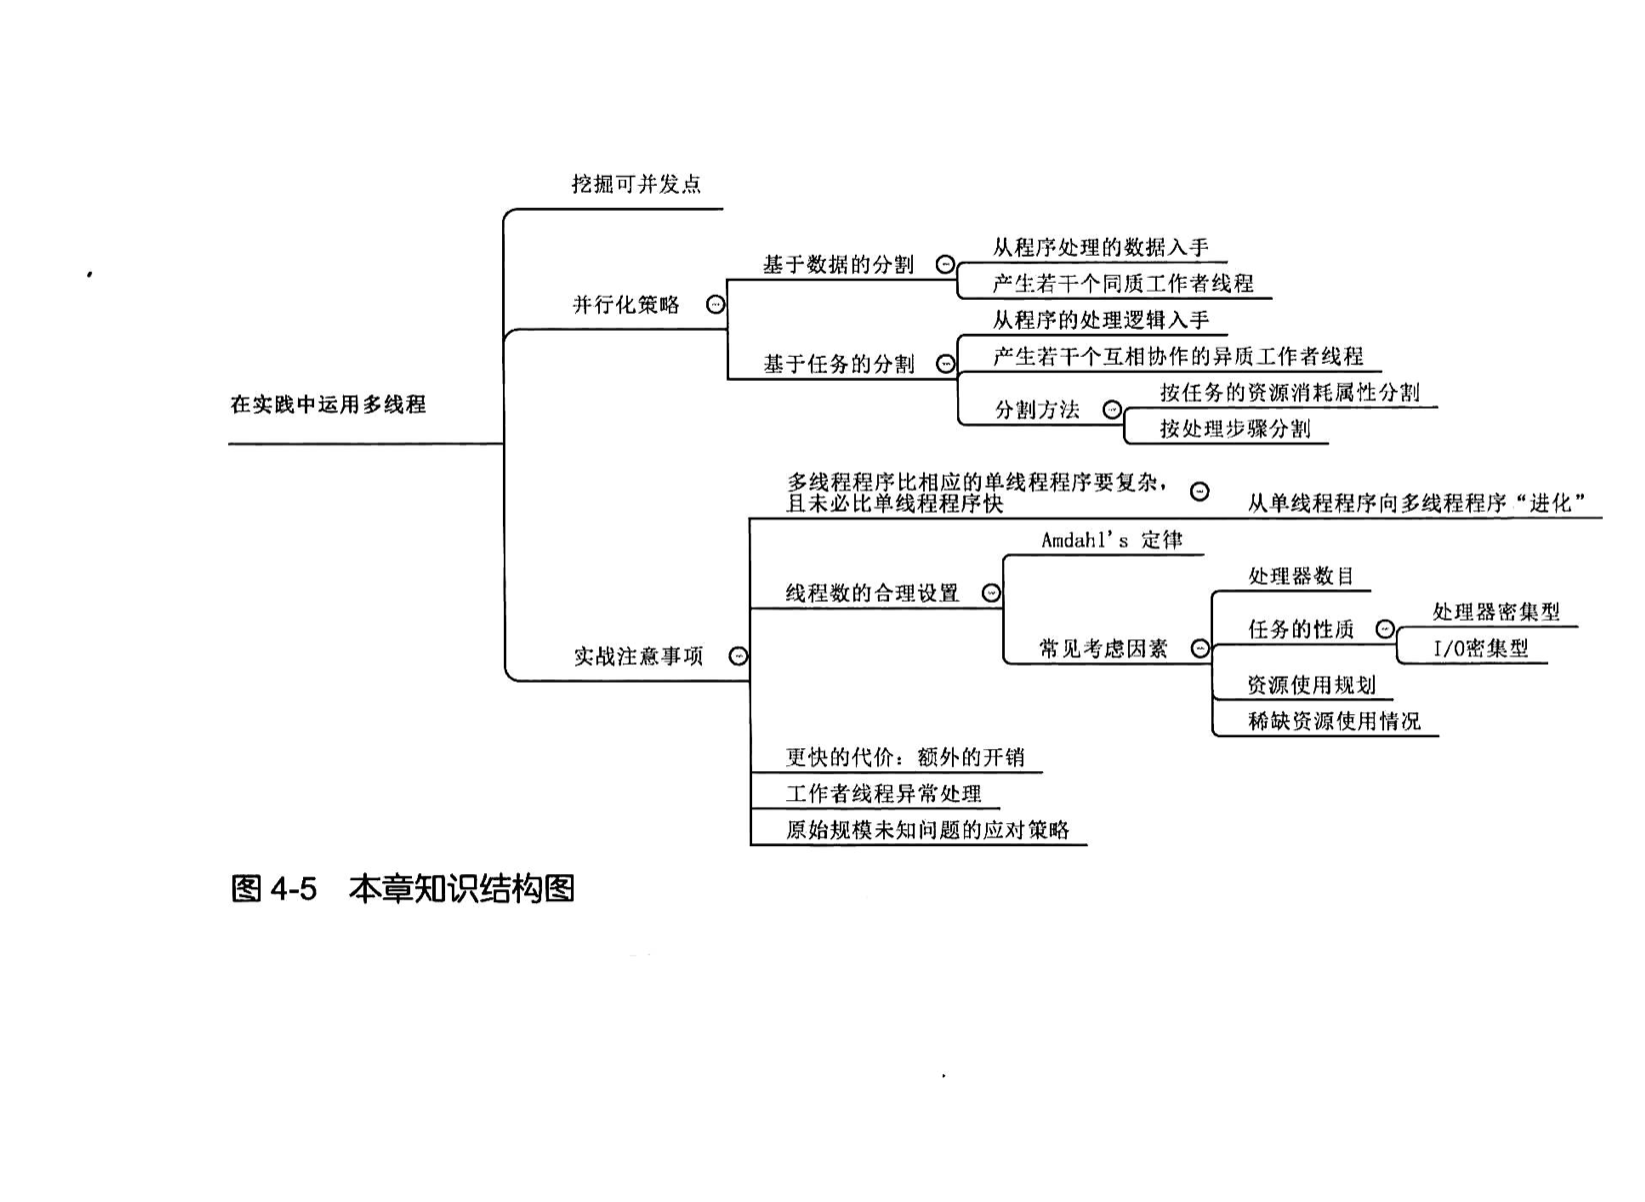 挖掘可并发点
从程序处理的数据入手
基于数据的分割
产生若干个同质工作者线程
并行化策略
从程序的处理逻辑入手
产生若干个互相协作的异质工作者线程
基于任务的分割
按任务的资源消耗属性分割
分割方法
按处理步骤分割
在实践中运用多线程
多线程程序比相应的单线程程序要复杂，
且未必比单线程程序快
从单线程程序向多线程程序“进化”
Amdahl's 定律
线程数的合理设置
处理器数目
处理器密集型
任务的性质
I/O密集型
常见考虑因素
实战注意事项
资源使用规划
稀缺资源使用情况
更快的代价：额外的开销
工作者线程异常处理
原始规模未知问题的应对策略
图 4-5 本章知识结构图